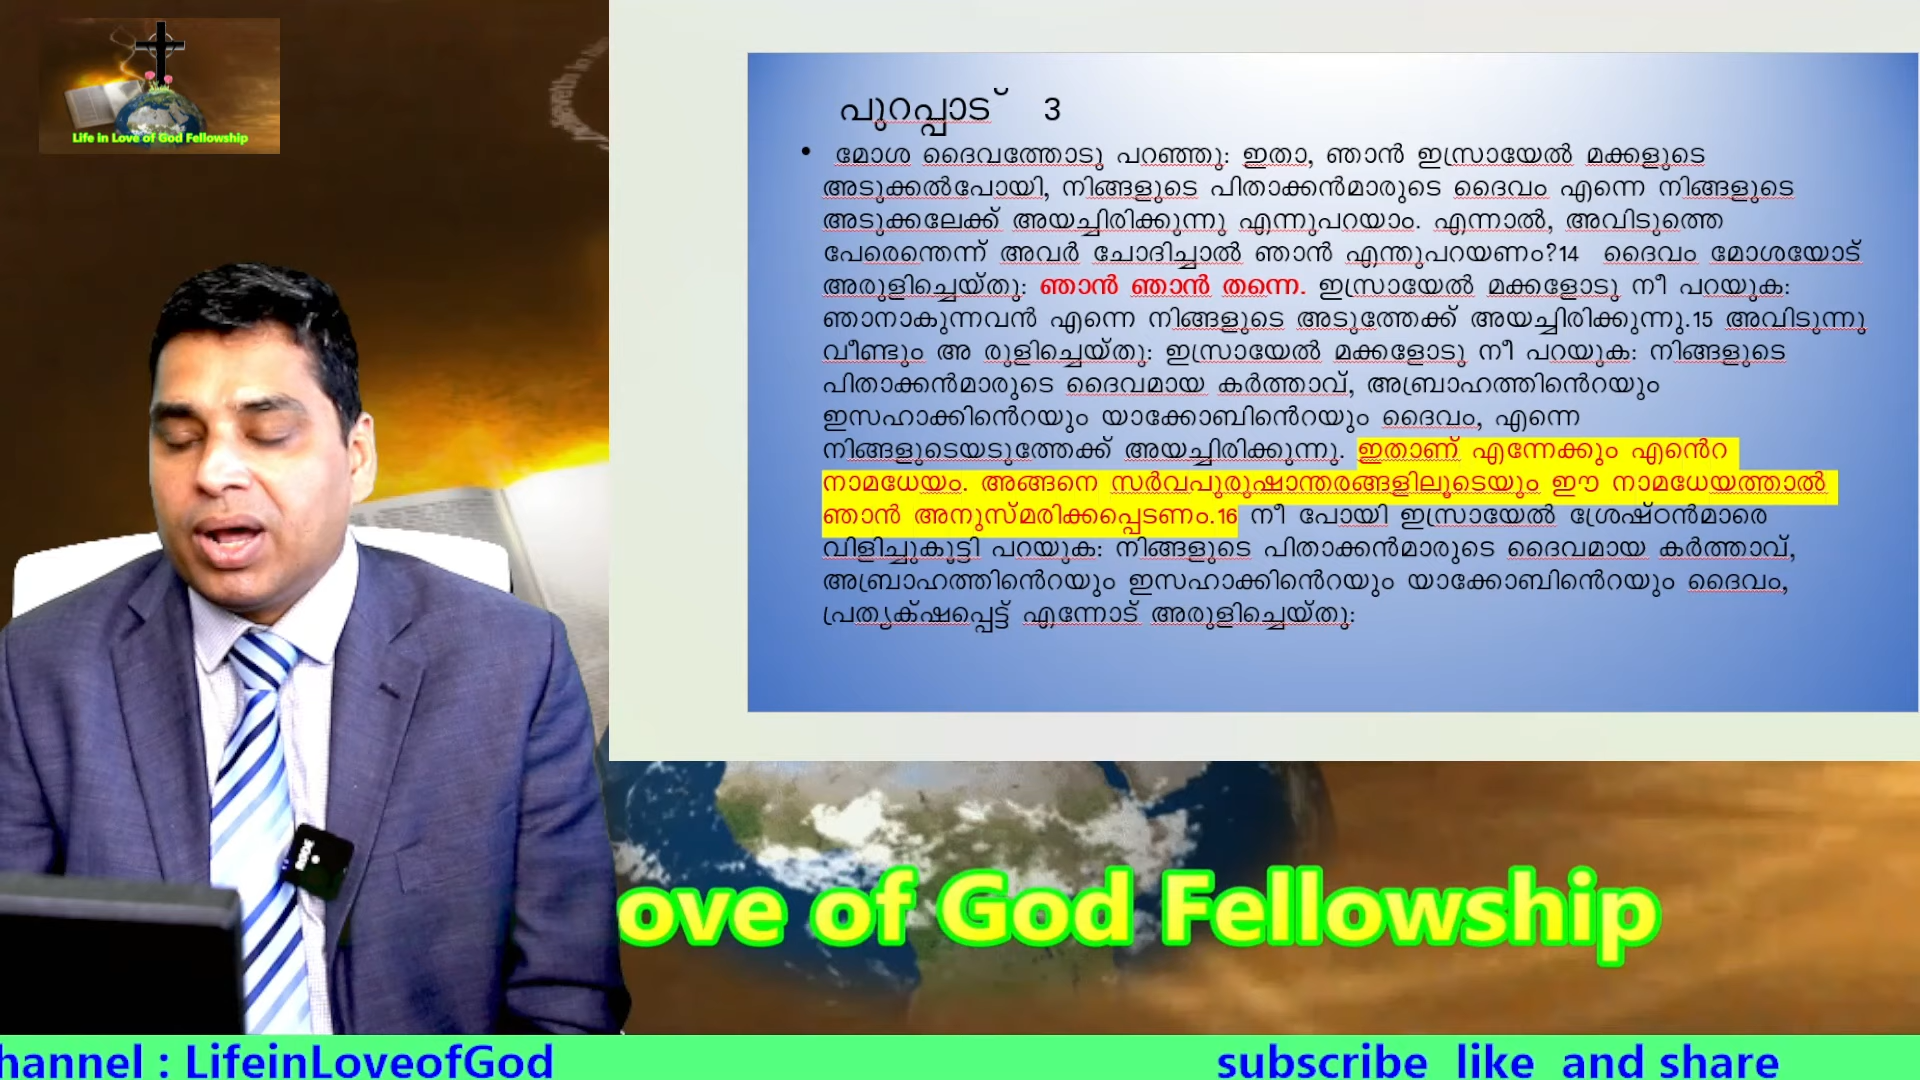 Life in Love of God Fellowship
പുറപ്പാട് 3
• മോശ ദൈവത്തോടു പറഞ്ഞു: ഇതാ, ഞാൻ ഇസ്രായേൽ മക്കളുടെ
അടുക്കൽപോയി, നിങ്ങളുടെ പിതാക്കൻമാരുടെ ദൈവം എന്നെ നിങ്ങളുടെ
അടുക്കലേക്ക് അയച്ചിരിക്കുന്നു എന്നുപറയാം. എന്നാൽ, അവിടുത്തെ
പേരെന്തെന്ന് അവർ ചോദിച്ചാൽ ഞാൻ എന്തുപറയണം?14 ദൈവം മോശയോട്
അരുളിച്ചെയ്തു: ഞാൻ ഞാൻ തന്നെ. ഇസ്രായേൽ മക്കളോടു നീ പറയുക:
ഞാനാകുന്നവൻ എന്നെ നിങ്ങളുടെ അടുത്തേക്ക് അയച്ചിരിക്കുന്നു.15 അവിടുന്നു
വീണ്ടും അ രുളിച്ചെയ്തു: ഇസ്രായേൽ മക്കളോടു നീ പറയുക: നിങ്ങളുടെ
പിതാക്കൻമാരുടെ ദൈവമായ കർത്താവ്, അബ്രാഹത്തിൻെറയും
ഇസഹാക്കിൻെറയും യാക്കോബിൻെറയും ദൈവം, എന്നെ
നിങ്ങളുടെയടുത്തേക്ക് അയച്ചിരിക്കുന്നു. ഇതാണ് എന്നേക്കും എൻെറ
നാമധേയം. അങ്ങനെ സർവപുരുഷാന്തരങ്ങളിലൂടെയും ഈ നാമധേയത്താൽ
ഞാൻ അനുസ്മരിക്കപ്പെടണം.16 നീ പോയി ഇസ്രായേൽ ശ്രേഷ്ഠൻമാരെ
വിളിച്ചുകൂട്ടി പറയുക: നിങ്ങളുടെ പിതാക്കൻമാരുടെ ദൈവമായ കർത്താവ്,
അബ്രാഹത്തിൻെറയും ഇസഹാക്കിൻെറയും യാക്കോബിൻെറയും ദൈവം,
പ്രത്യക്ഷപ്പെട്ട് എന്നോട് അരുളിച്ചെയ്തു:
RODE
ove of God Fellowship
hannel : LifeinLoveofGod subscribe like and share